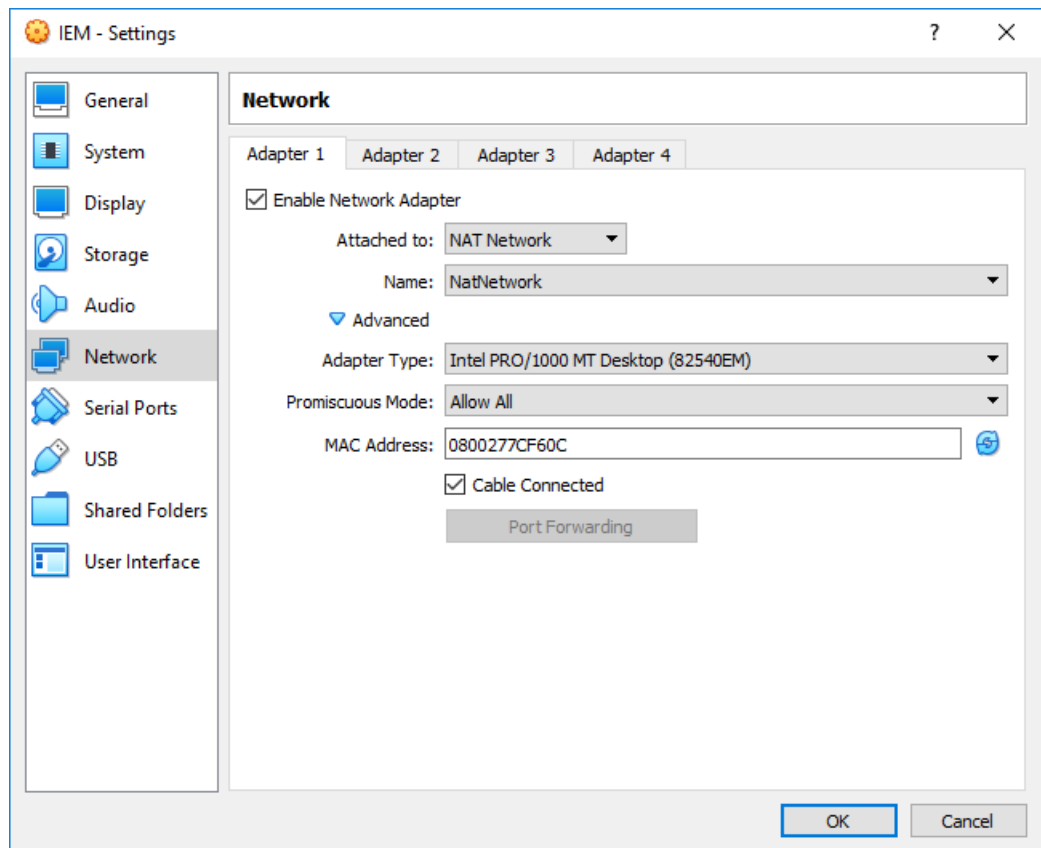 IEM - Settings
?
General
System
Display
Storage
Audio
Network
Serial Ports
USB
Shared Folders
User Interface
Network
Adapter 1 Adapter 2 Adapter 3 Adapter 4
Enable Network Adapter
Attached to: NAT Network
Name: NatNetwork
Advanced
Adapter Type: Intel PRO/1000 MT Desktop (82540EM)
Promiscuous Mode: Allow All
MAC Address: 0800277CF60C
Cable Connected
Port Forwarding
OK Cancel